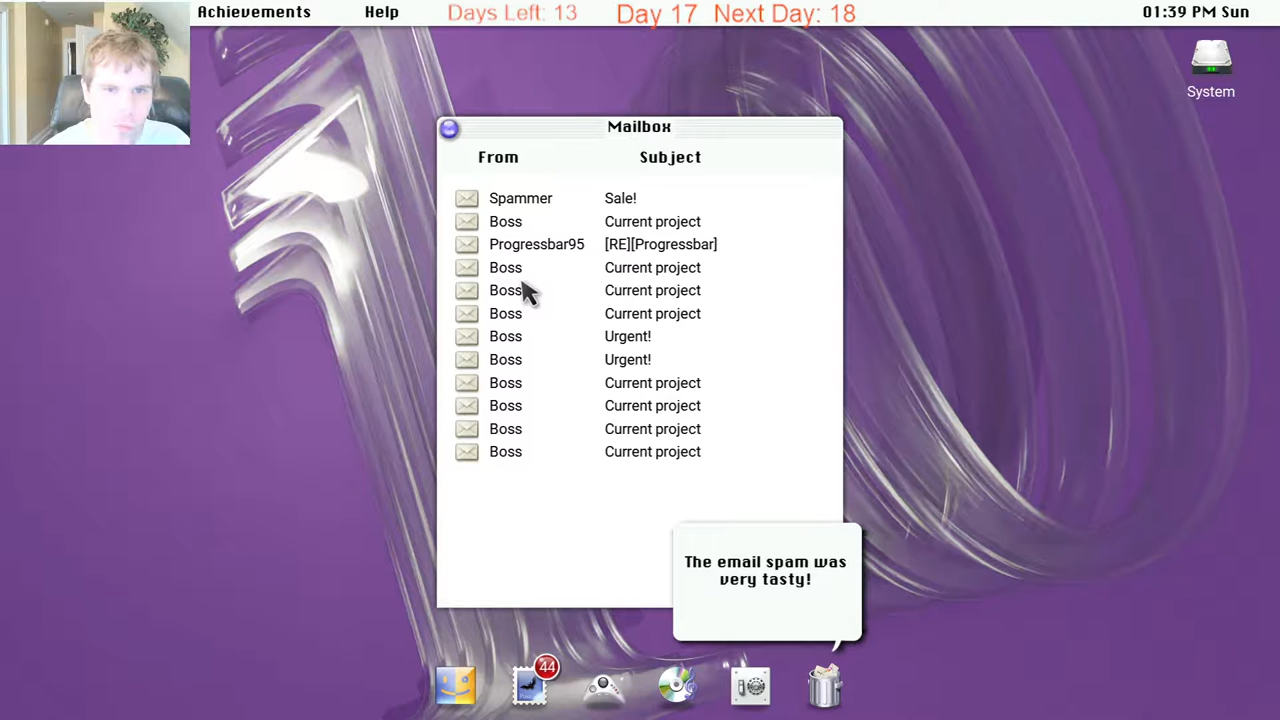 Achievements Help Days Left: 13 Day 17 Next Day: 18 01:39 PM Sun
System
Mailbox
From Subject
Spammer Sale!
Boss Current project
Progressbar95 [RE][Progressbar]
Boss Current project
Boss Current project
Boss Current project
Boss Urgent!
Boss Urgent!
Boss Current project
Boss Current project
Boss Current project
Boss Current project
The email spam was
very tasty!
44